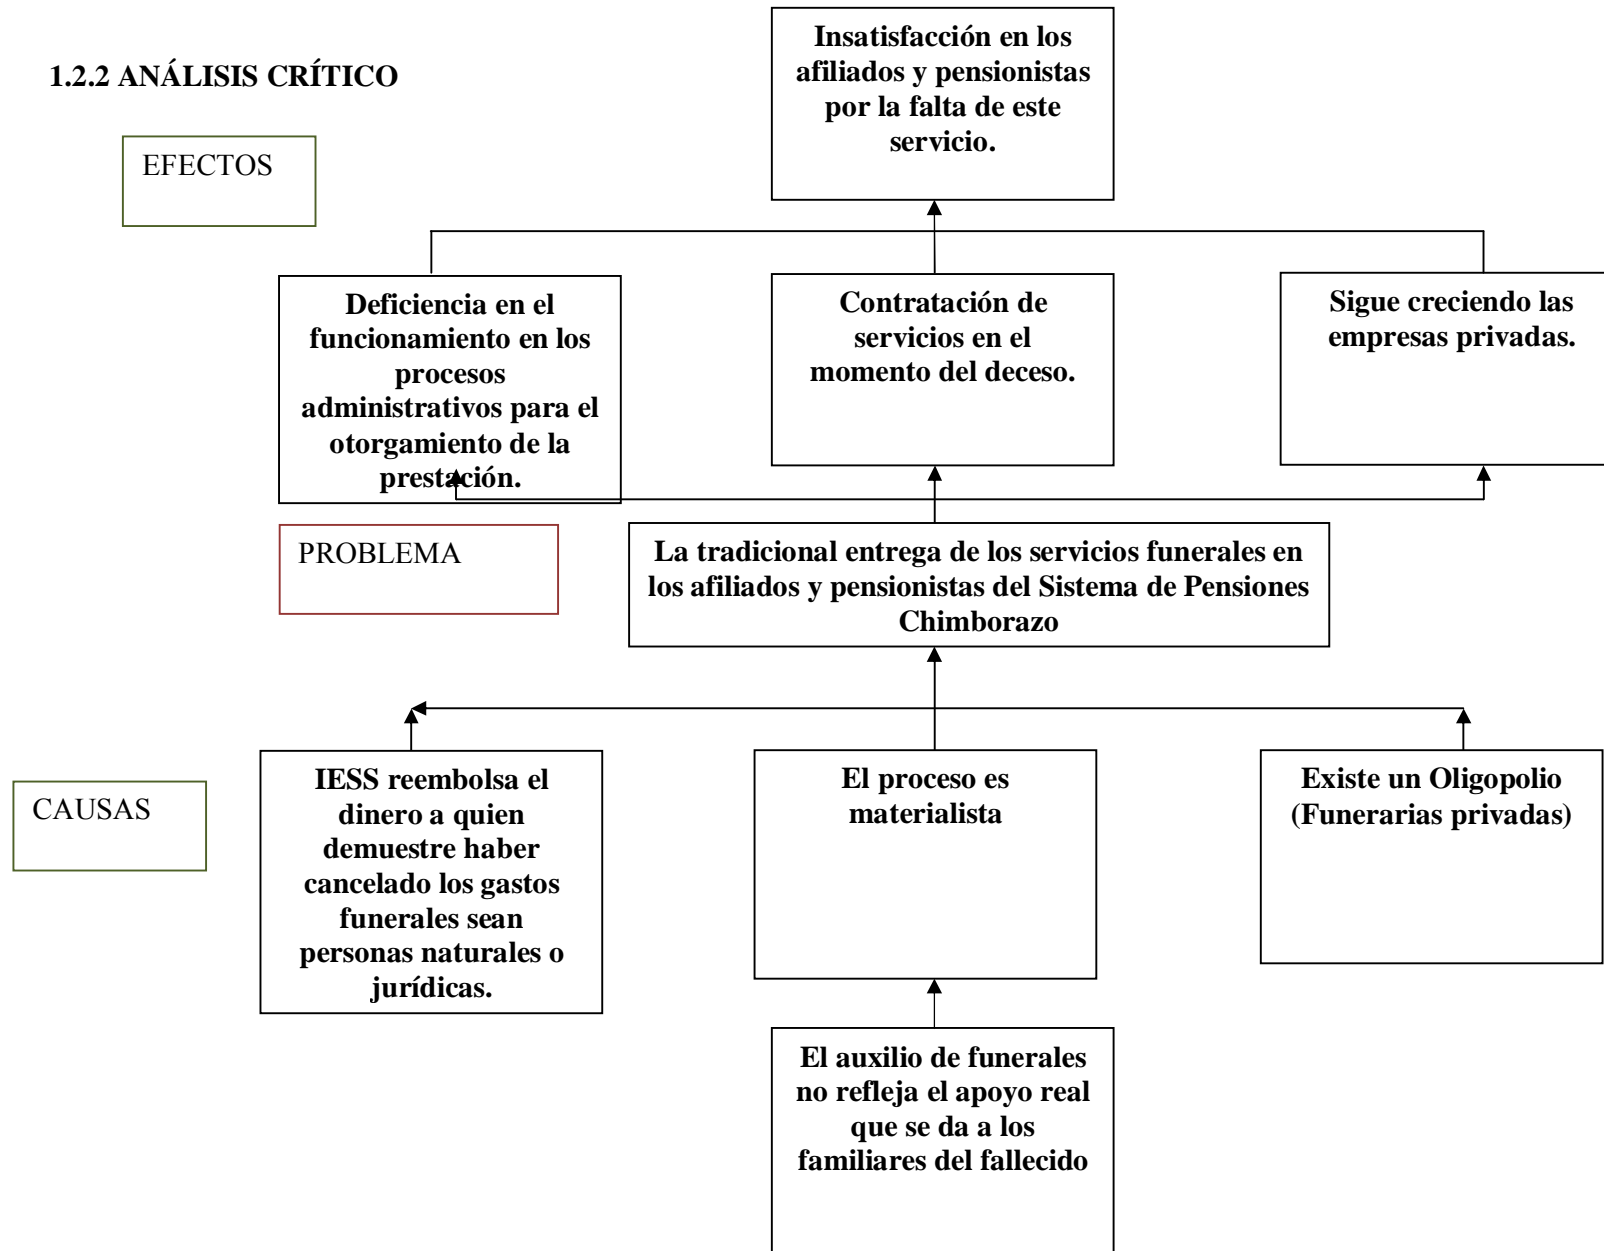 1.2.2 ANÁLISIS CRÍTICO
Insatisfacción en los
afiliados y pensionistas
por la falta de este
servicio.
EFECTOS
Deficiencia en el
funcionamiento en los
procesos
administrativos para el
otorgamiento de la
prestación.
Contratación de
servicios en el
momento del deceso.
Sigue creciendo las
empresas privadas.
PROBLEMA
La tradicional entrega de los servicios funerales en
los afiliados y pensionistas del Sistema de Pensiones
Chimborazo
CAUSAS
IESS reembolsa el
dinero a quien
demuestre haber
cancelado los gastos
funerales sean
personas naturales o
jurídicas.
El proceso es
materialista
Existe un Oligopolio
(Funerarias privadas)
El auxilio de funerales
no refleja el apoyo real
que se da a los
familiares del fallecido